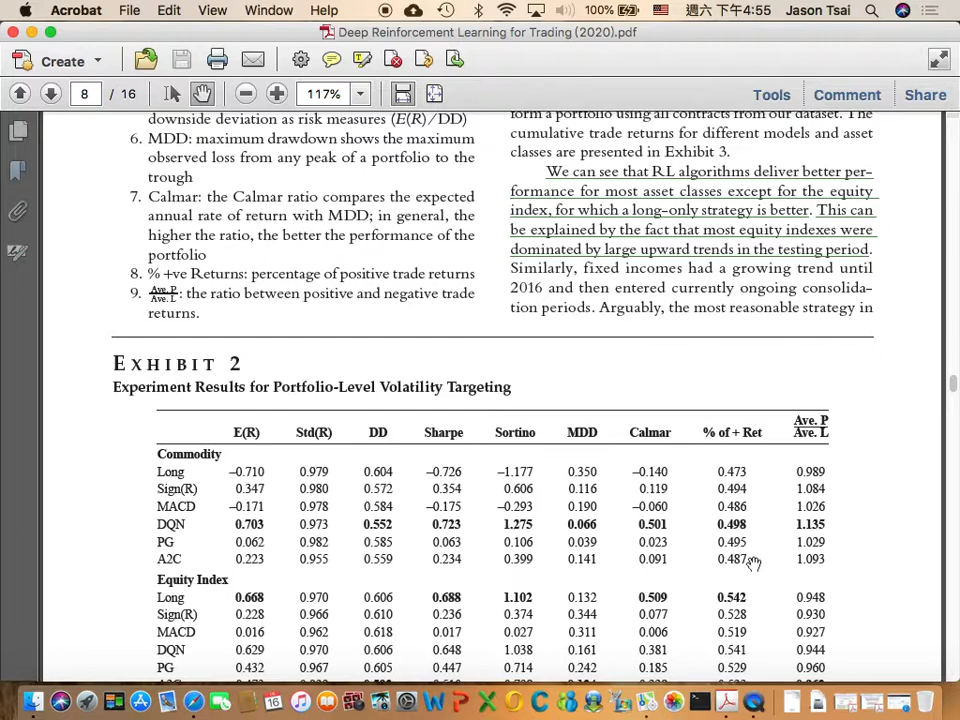 Acrobat File Edit View Window Help 100% 週六 下午4:55 Jason Tsai
Deep Reinforcement Learning for Trading (2020).pdf
Create
8 / 16 117% Tools Comment Share
downside deviation as risk measures (E(R)/DD)
6. MDD: maximum drawdown shows the maximum
observed loss from any peak of a portfolio to the
trough
7. Calmar: the Calmar ratio compares the expected
annual rate of return with MDD; in general, the
higher the ratio, the better the performance of the
portfolio
8. % +ve Returns: percentage of positive trade returns
9. Ave. P / Ave. L: the ratio between positive and negative trade
returns.
form a portfolio using all contracts from our dataset. The
cumulative trade returns for different models and asset
classes are presented in Exhibit 3.
We can see that RL algorithms deliver better per-
formance for most asset classes except for the equity
index, for which a long-only strategy is better. This can
be explained by the fact that most equity indexes were
dominated by large upward trends in the testing period.
Similarly, fixed incomes had a growing trend until
2016 and then entered currently ongoing consolida-
tion periods. Arguably, the most reasonable strategy in
EXHIBIT 2
Experiment Results for Portfolio-Level Volatility Targeting
E(R) Std(R) DD Sharpe Sortino MDD Calmar % of + Ret Ave. P / Ave. L
Commodity
Long –0.710 0.979 0.604 –0.726 –1.177 0.350 –0.140 0.473 0.989
Sign(R) 0.347 0.980 0.572 0.354 0.606 0.116 0.119 0.494 1.084
MACD –0.171 0.978 0.584 –0.175 –0.293 0.190 –0.060 0.486 1.026
DQN 0.703 0.973 0.552 0.723 1.275 0.066 0.501 0.498 1.135
PG 0.062 0.982 0.585 0.063 0.106 0.039 0.023 0.495 1.029
A2C 0.223 0.955 0.559 0.234 0.399 0.141 0.091 0.487 1.093
Equity Index
Long 0.668 0.970 0.606 0.688 1.102 0.132 0.509 0.542 0.948
Sign(R) 0.228 0.966 0.610 0.236 0.374 0.344 0.077 0.528 0.930
MACD 0.016 0.962 0.618 0.017 0.027 0.311 0.006 0.519 0.927
DQN 0.629 0.970 0.606 0.648 1.038 0.161 0.381 0.541 0.944
PG 0.432 0.967 0.605 0.447 0.714 0.242 0.185 0.529 0.960